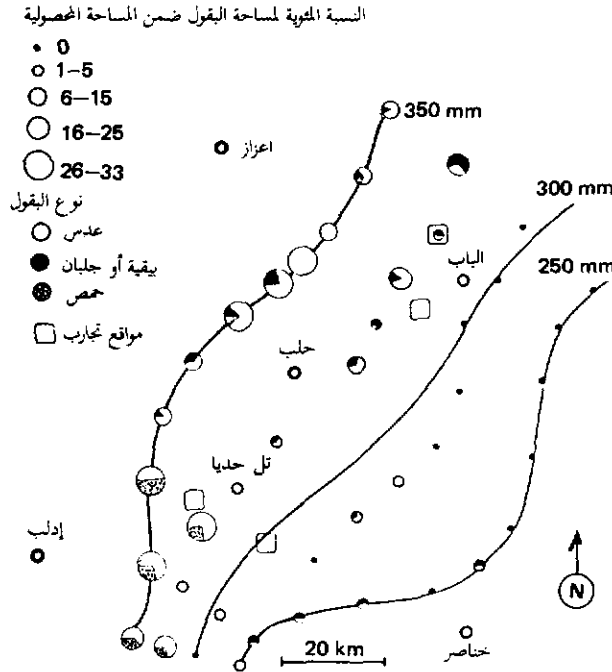 النسبة المئوية لمساحة البقول ضمن المساحة المحصولية
0
1–5
6–15
16–25
26–33
نوع البقول
عدس
بيقية أو جلبان
حمص
مواقع تجارب
350 mm
300 mm
250 mm
اعزاز
الباب
حلب
تل حديا
إدلب
خناصر
20 km
N